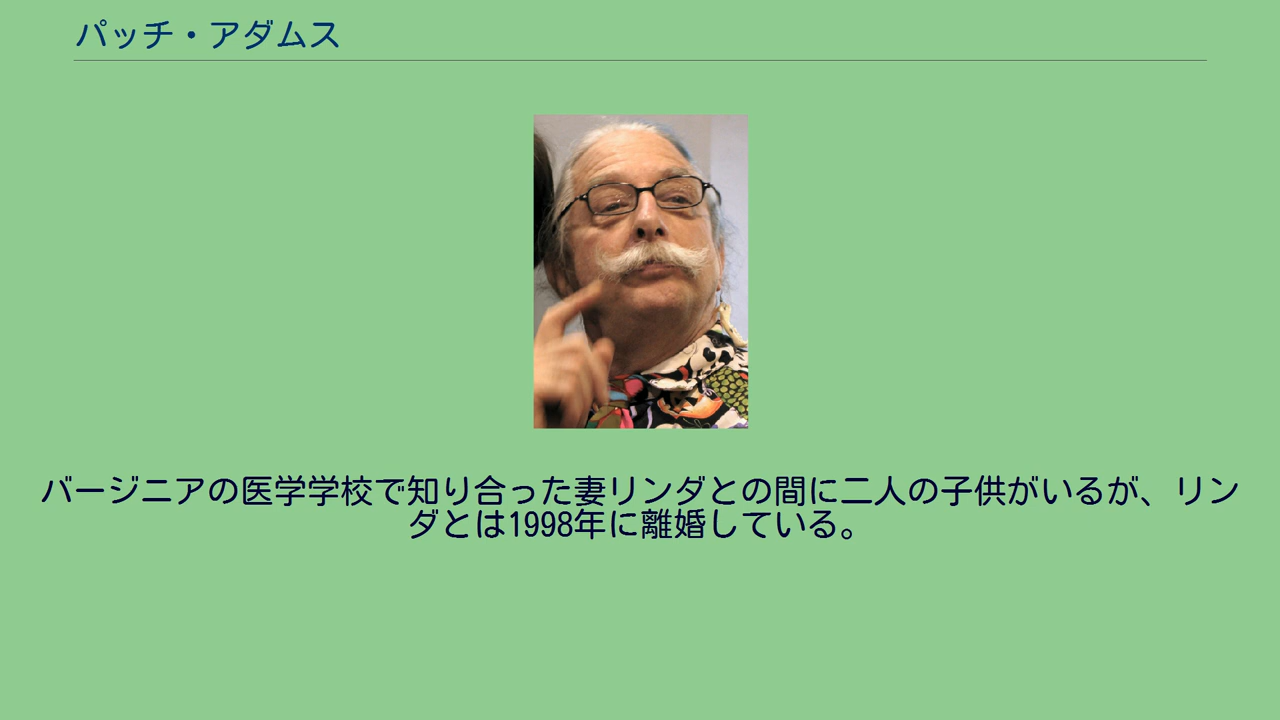 パッチ・アダムス
バージニアの医学学校で知り合った妻リンダとの間に二人の子供がいるが、リン
ダとは1998年に離婚している。